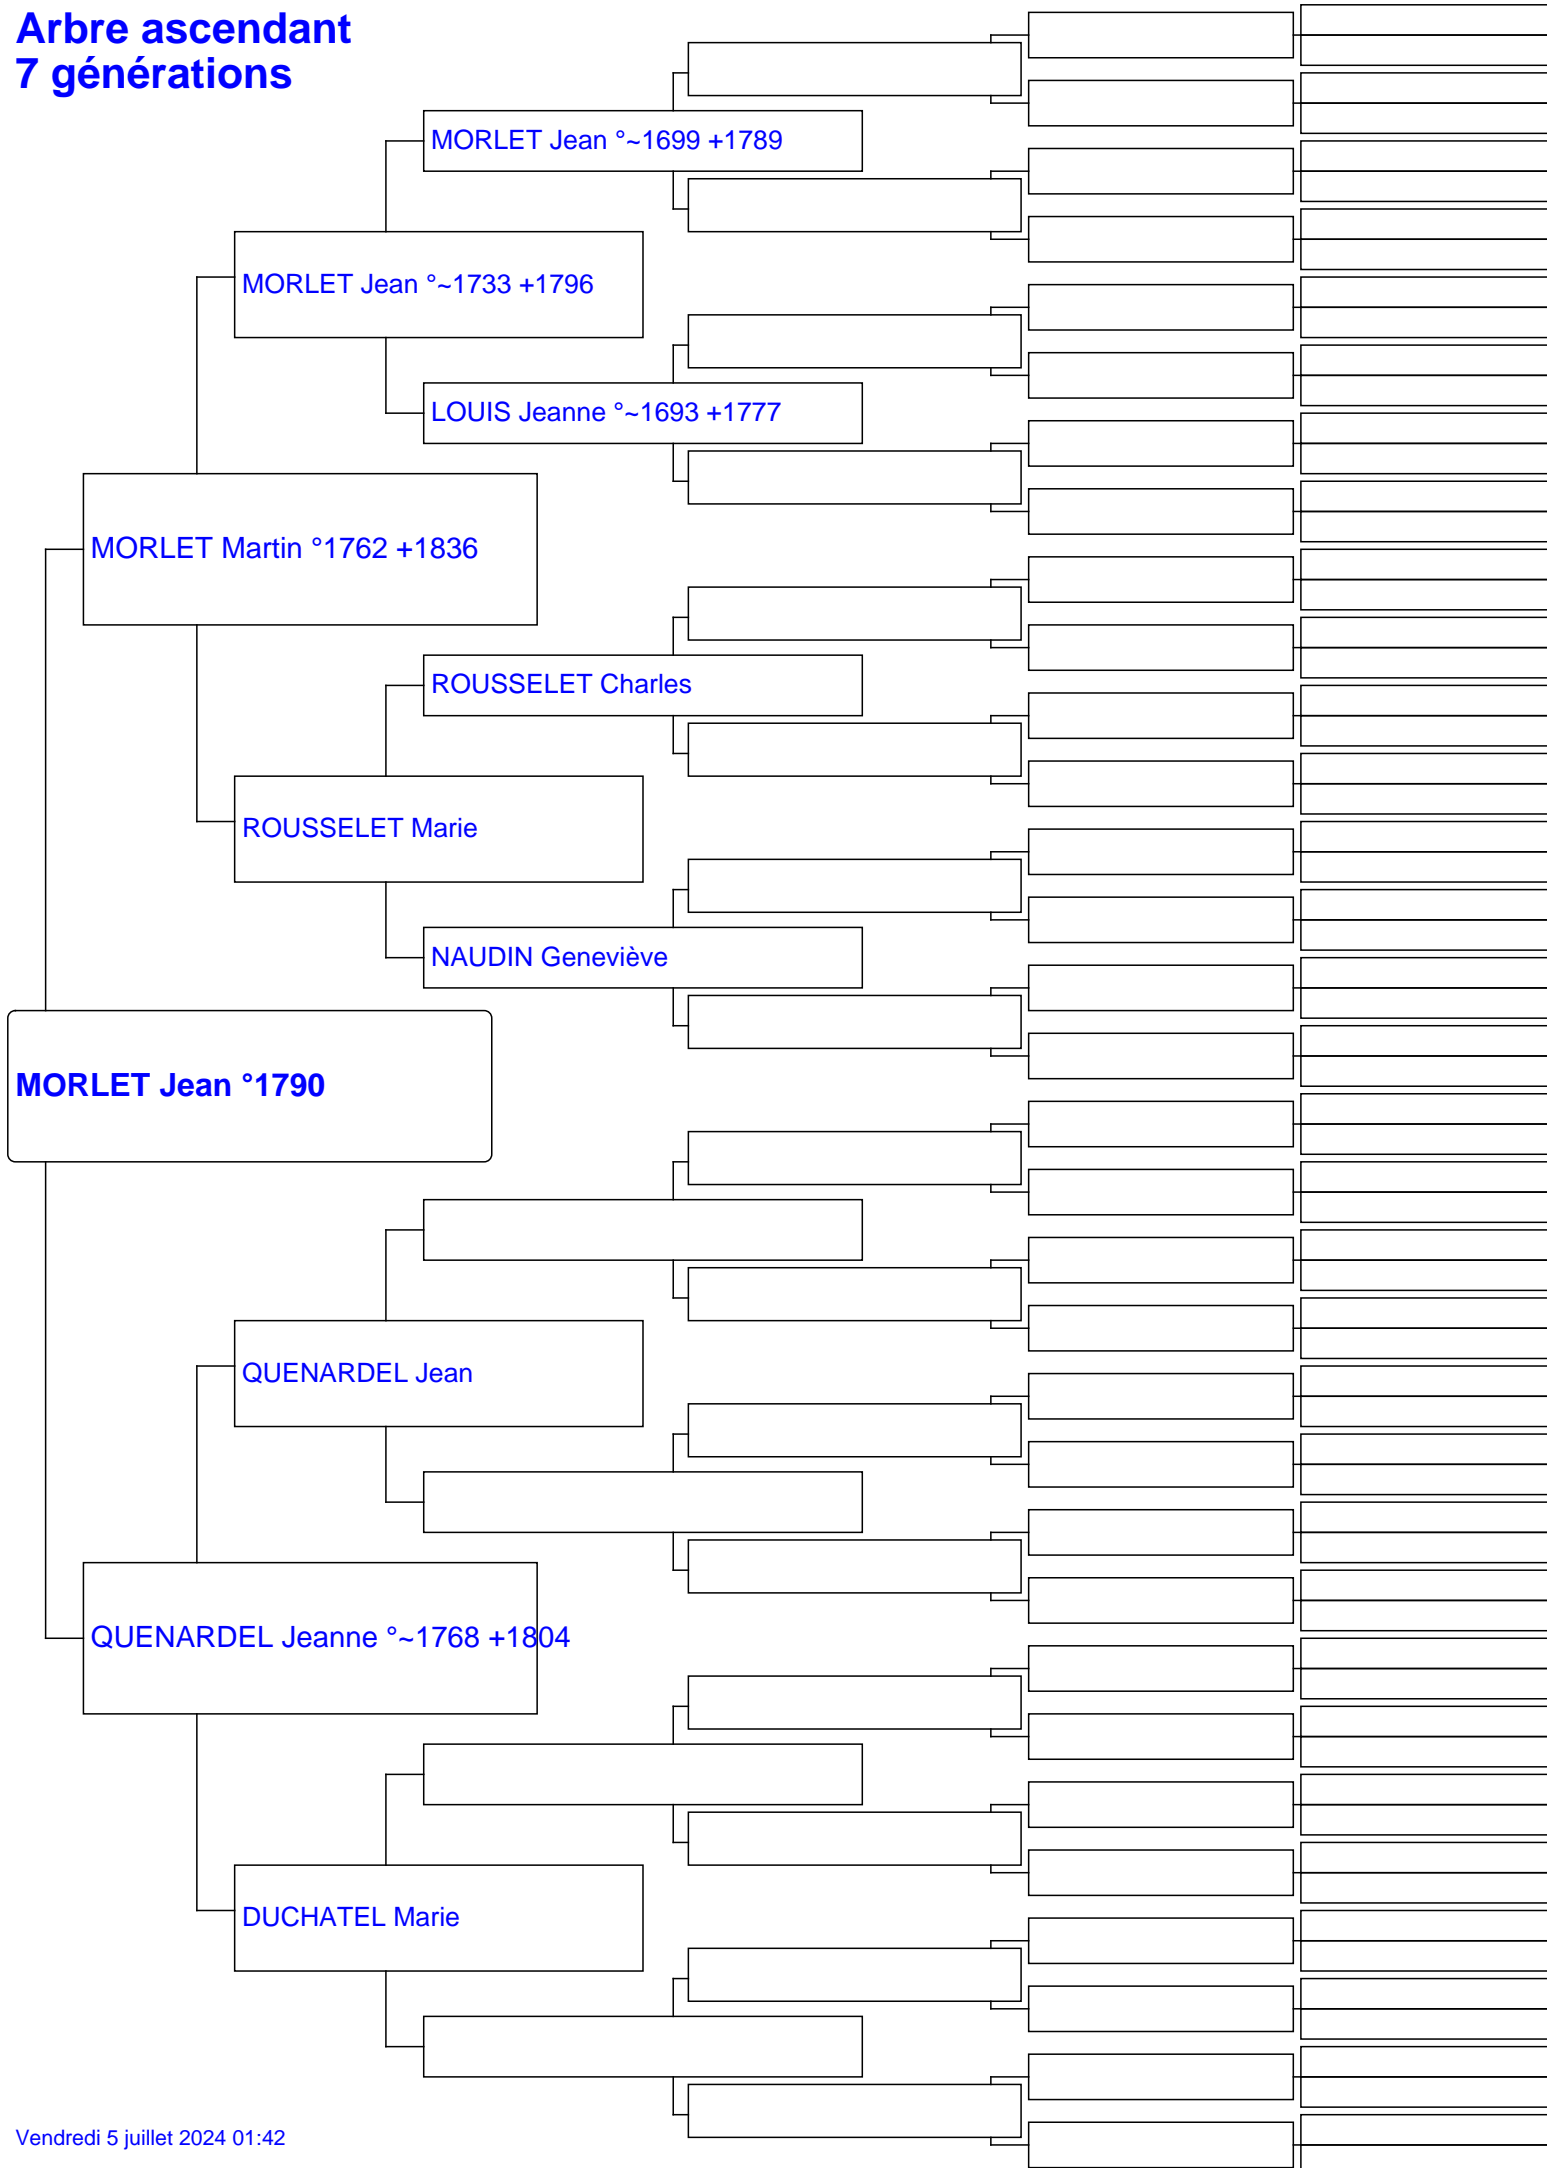 Arbre ascendant
7 générations
MORLET Jean °~1699 +1789
MORLET Jean °~1733 +1796
LOUIS Jeanne °~1693 +1777
MORLET Martin °1762 +1836
ROUSSELET Charles
ROUSSELET Marie
NAUDIN Geneviève
MORLET Jean °1790
QUENARDEL Jean
QUENARDEL Jeanne °~1768 +1804
DUCHATEL Marie
Vendredi 5 juillet 2024 01:42